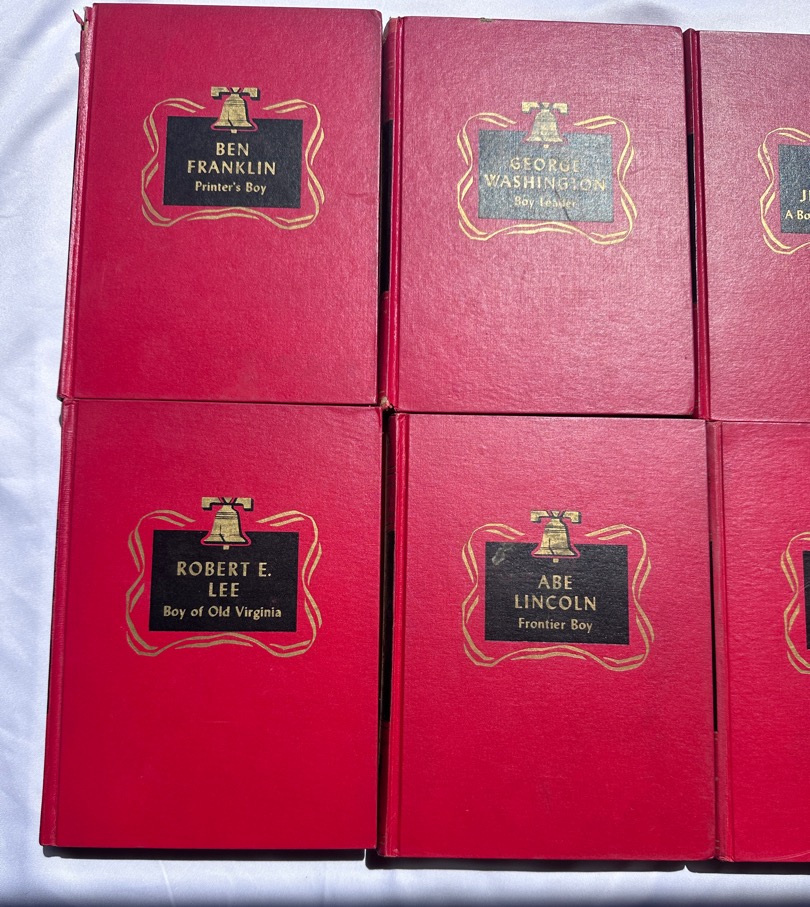 BEN
FRANKLIN
Printer's Boy
GEORGE
WASHINGTON
Boy Leader
A
ROBERT E.
LEE
Boy of Old Virginia
ABE
LINCOLN
Frontier Boy